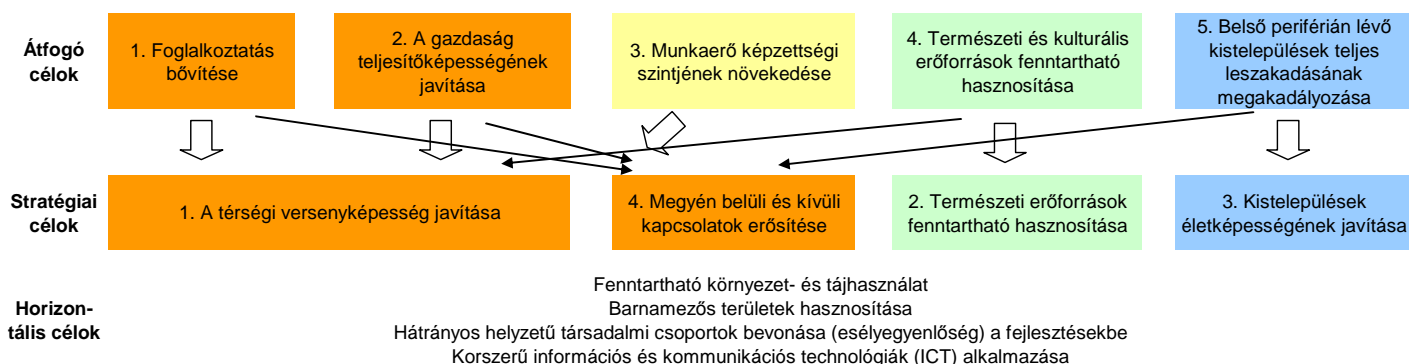 Átfogó
célok
1. Foglalkoztatás
bővítése
2. A gazdaság
teljesítőképességének
javítása
3. Munkaerő képzettségi
szintjének növekedése
4. Természeti és kulturális
erőforrások fenntartható
hasznosítása
5. Belső periférián lévő
kistelepülések teljes
leszakadásának
megakadályozása
Stratégiai
célok
1. A térségi versenyképesség javítása
4. Megyén belüli és kívüli
kapcsolatok erősítése
2. Természeti erőforrások
fenntartható hasznosítása
3. Kistelepülések
életképességének javítása
Horizon-
tális célok
Fenntartható környezet- és tájhasználat
Barnamezős területek hasznosítása
Hátrányos helyzetű társadalmi csoportok bevonása (esélyegyenlőség) a fejlesztésekbe
Korszerű információs és kommunikációs technológiák (ICT) alkalmazása